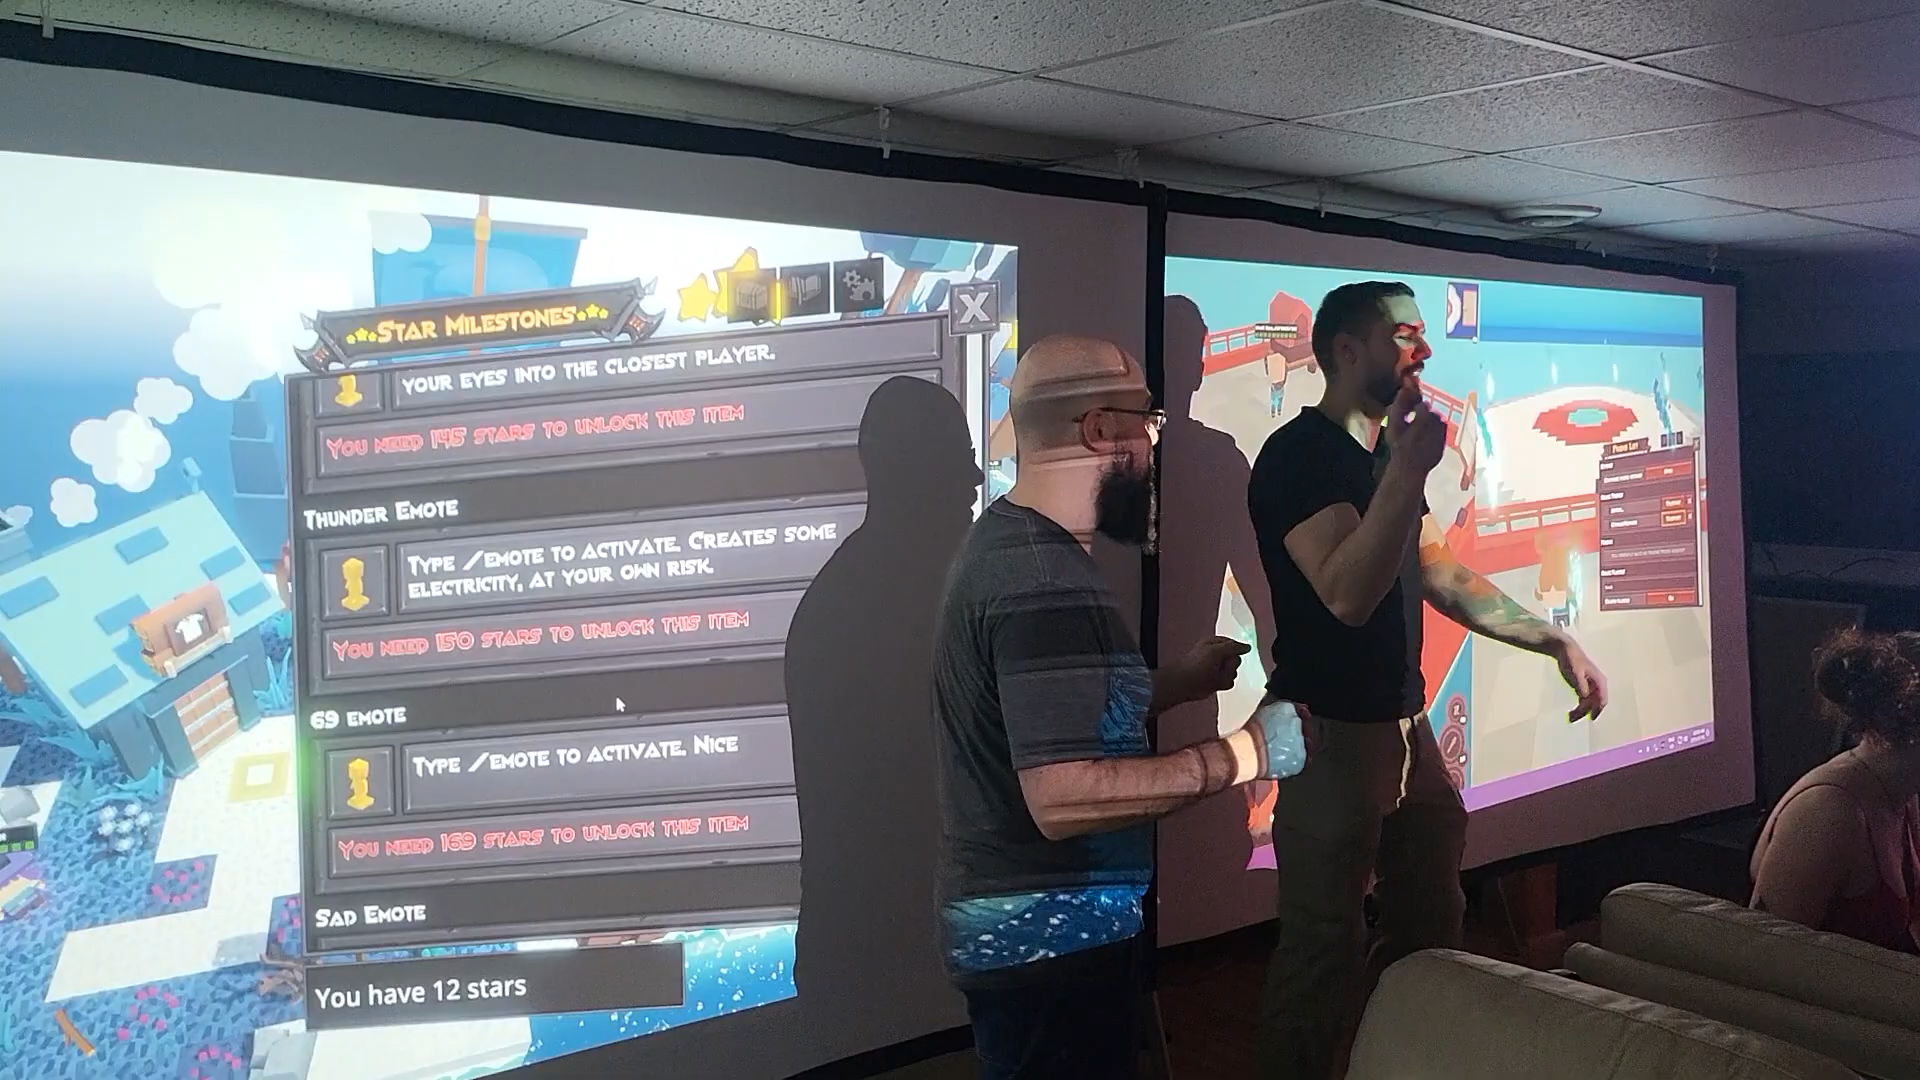 Star Milestones
your eyes into the closest player.
You need 145 stars to unlock this item
Thunder Emote
Type /emote to activate. Creates some
electricity, at your own risk.
You need 150 stars to unlock this item
69 emote
Type /emote to activate. Nice
You need 169 stars to unlock this item
Sad Emote
You have 12 stars
X